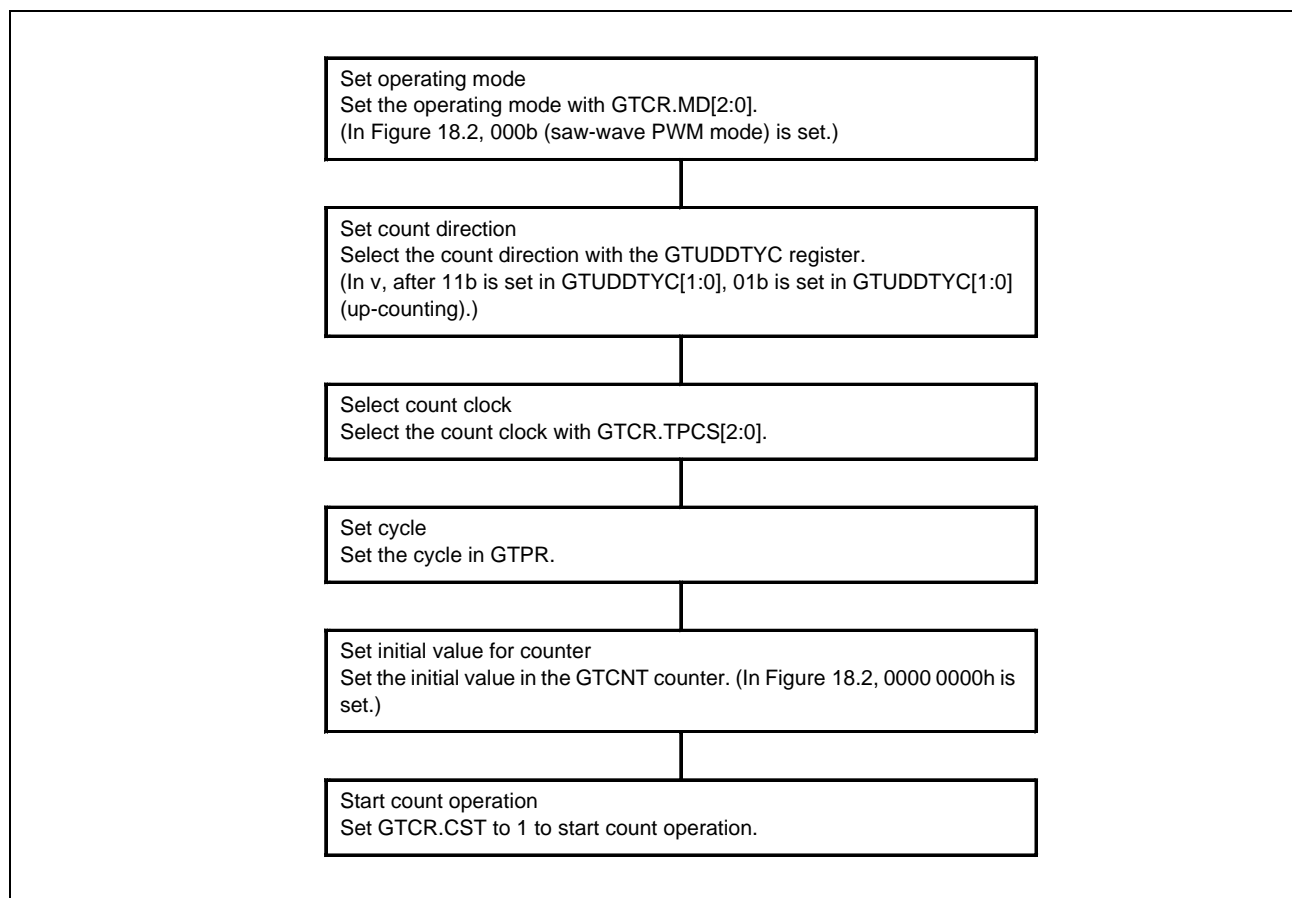 Set operating mode
Set the operating mode with GTCR.MD[2:0].
(In Figure 18.2, 000b (saw-wave PWM mode) is set.)
Set count direction
Select the count direction with the GTUDDTYC register.
(In v, after 11b is set in GTUDDTYC[1:0], 01b is set in GTUDDTYC[1:0]
(up-counting).)
Select count clock
Select the count clock with GTCR.TPCS[2:0].
Set cycle
Set the cycle in GTPR.
Set initial value for counter
Set the initial value in the GTCNT counter. (In Figure 18.2, 0000 0000h is
set.)
Start count operation
Set GTCR.CST to 1 to start count operation.